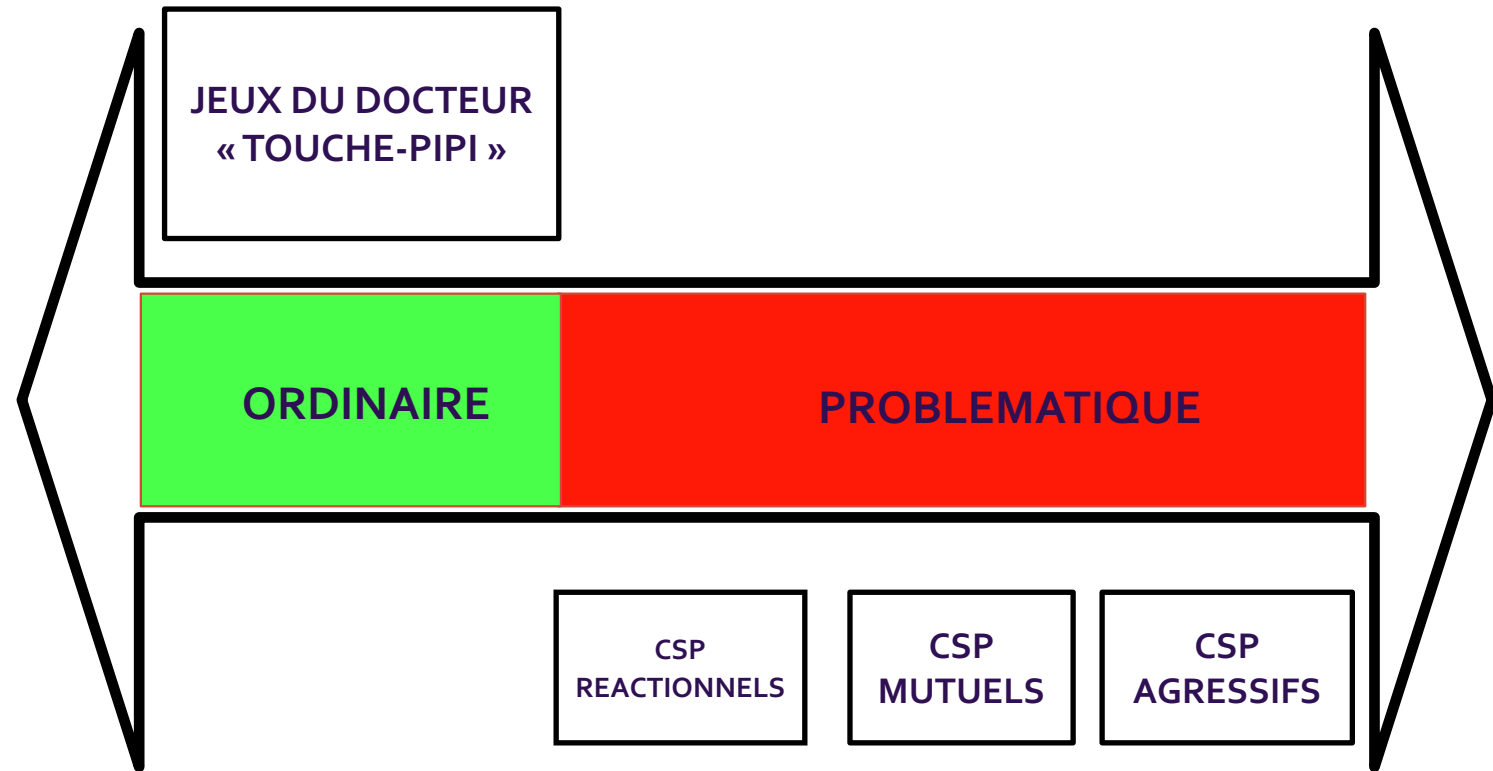 JEUX DU DOCTEUR
« TOUCHE-PIPI »
ORDINAIRE
PROBLEMATIQUE
CSP
REACTIONNELS
CSP
MUTUELS
CSP
AGRESSIFS